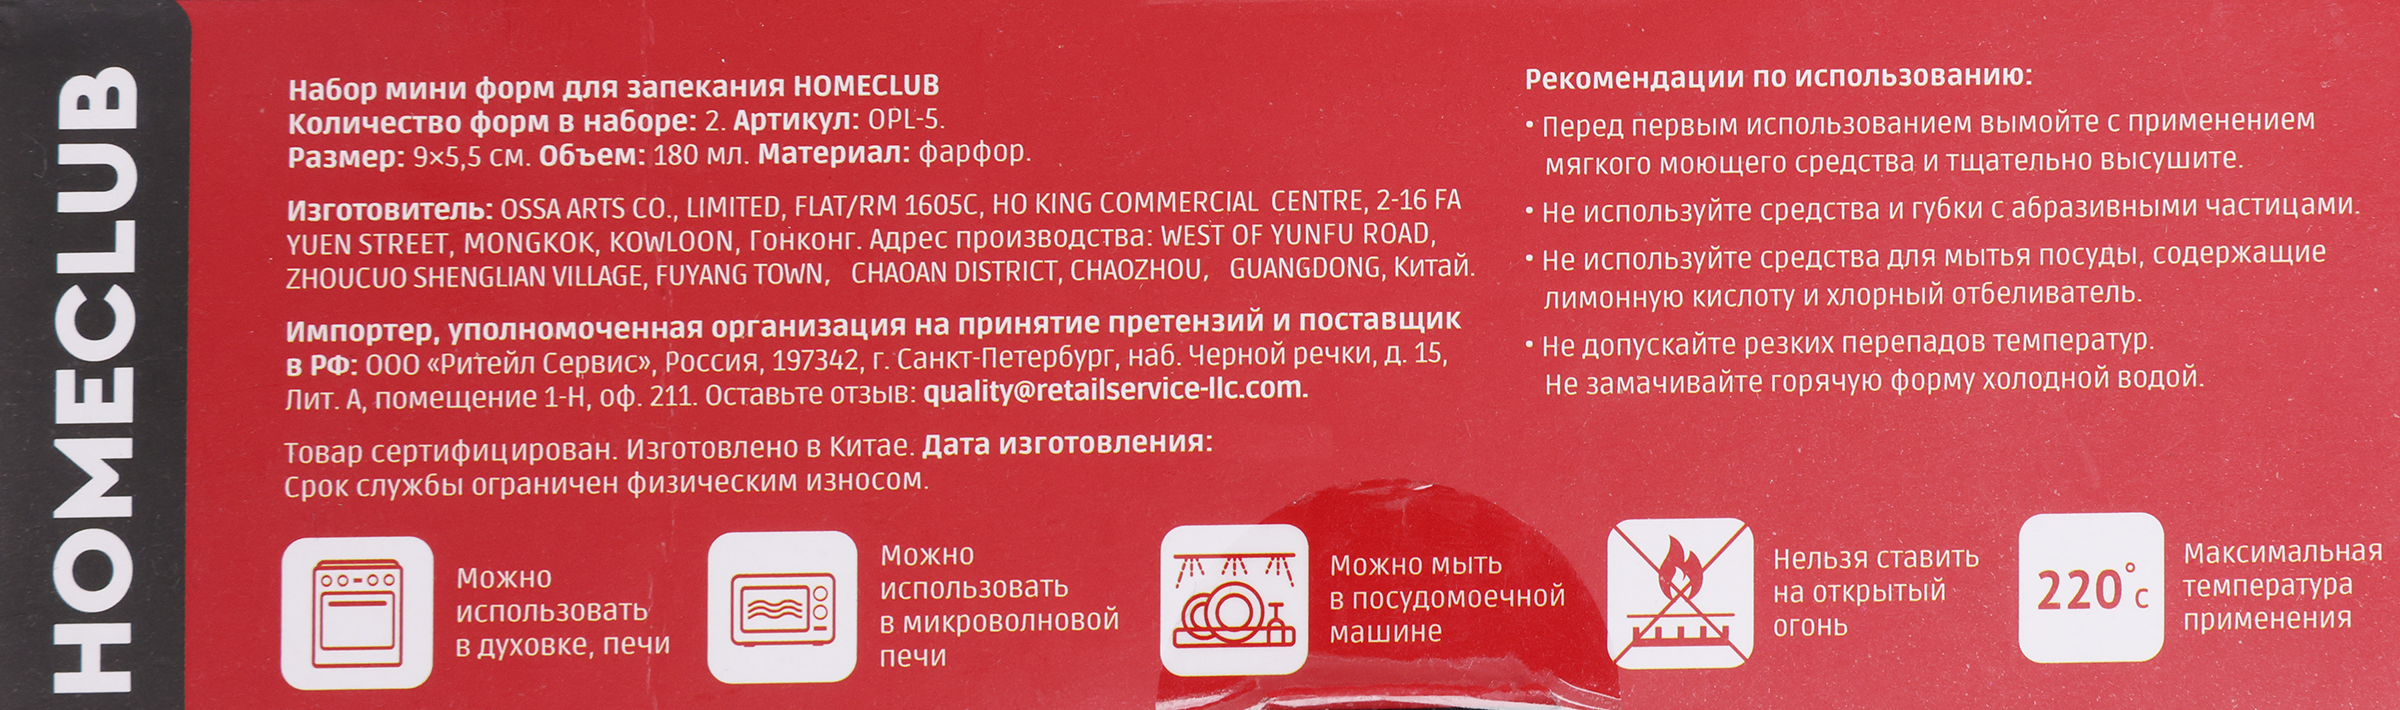 HOMECLUB
Набор мини форм для запекания HOMECLUB
Количество форм в наборе: 2. Артикул: OPL-5.
Размер: 9×5,5 см. Объем: 180 мл. Материал: фарфор.
Изготовитель: OSSA ARTS CO., LIMITED, FLAT/RM 1605C, HO KING COMMERCIAL CENTRE, 2-16 FA
YUEN STREET, MONGKOK, KOWLOON, Гонконг. Адрес производства: WEST OF YUNFU ROAD,
ZHOUCUO SHENGLIAN VILLAGE, FUYANG TOWN, CHAOAN DISTRICT, CHAOZHOU, GUANGDONG, Китай.
Импортер, уполномоченная организация на принятие претензий и поставщик
в РФ: ООО «Ритейл Сервис», Россия, 197342, г. Санкт-Петербург, наб. Черной речки, д. 15,
Лит. А, помещение 1-Н, оф. 211. Оставьте отзыв: quality@retailservice-llc.com.
Товар сертифицирован. Изготовлено в Китае. Дата изготовления:
Срок службы ограничен физическим износом.
Рекомендации по использованию:
• Перед первым использованием вымойте с применением
мягкого моющего средства и тщательно высушите.
• Не используйте средства и губки с абразивными частицами.
• Не используйте средства для мытья посуды, содержащие
лимонную кислоту и хлорный отбеливатель.
• Не допускайте резких перепадов температур.
Не замачивайте горячую форму холодной водой.
Можно
использовать
в духовке, печи
Можно
использовать
в микроволновой
печи
Можно мыть
в посудомоечной
машине
Нельзя ставить
на открытый
огонь
220°C
Максимальная
температура
применения